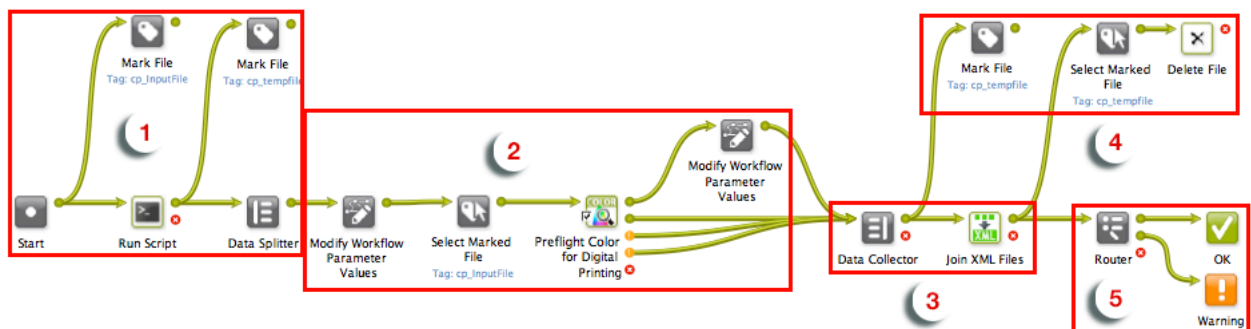 Mark File
Tag: cp_InputFile
Mark File
Tag: cp_tempfile
1
Start
Run Script
Data Splitter
2
Modify Workflow
Parameter
Values
Select Marked
File
Tag: cp_InputFile
COLOR
Preflight Color
for Digital
Printing
Modify Workflow
Parameter
Values
Data Collector
XML
Join XML Files
3
Mark File
Tag: cp_tempfile
Select Marked
File
Tag: cp_tempfile
Delete File
4
Router
OK
Warning
5